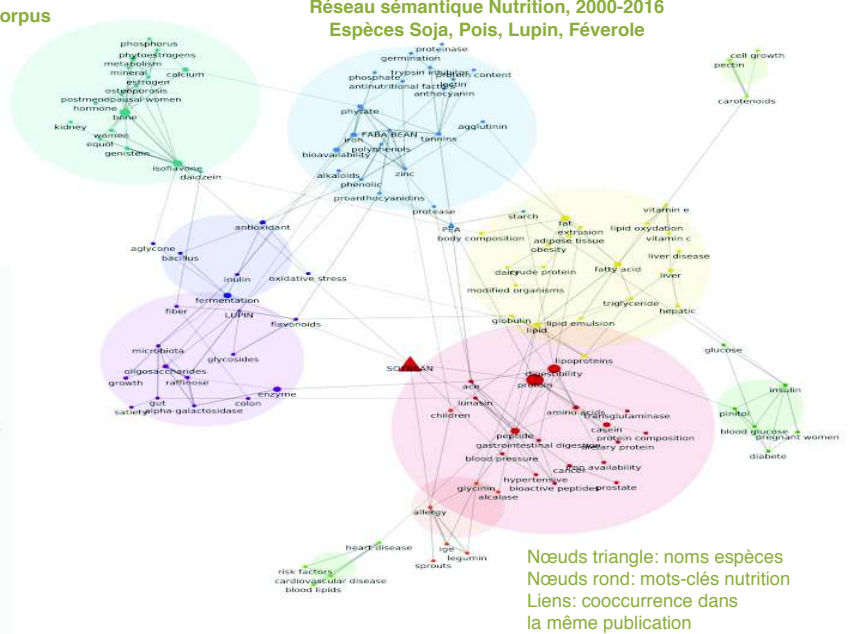 orpus
Réseau sémantique Nutrition, 2000-2016
Espèces Soja, Pois, Lupin, Féverole
phosphorus
phytoestrogens
metabolism
mineral
calcium
estrogen
osteoporosis
postmenopausal women
hormone
bone
kidney
women
equol
genistein
isoflavone
daidzein
proteinase
germination
trypsin inhibitor
protein content
phosphate
lectin
antinutritional factors
anthocyanin
phytate
agglutinin
FABA BEAN
iron
tannins
polyphenols
bioavailability
zinc
alkaloids
phenolic
proanthocyanidins
protease
PEA
cell growth
pectin
carotenoids
antioxidant
aglycone
bacillus
inulin
oxidative stress
fermentation
LUPIN
fiber
flavonoids
microbiota
glycosides
oligosaccharides
growth
raffinose
enzyme
gut
colon
satiety
alpha-galactosidase
starch
vitamin e
fat
extrusion
lipid oxydation
body composition
adipose tissue
vitamin c
obesity
liver disease
dairy
crude protein
fatty acid
liver
modified organisms
triglyceride
hepatic
globulin
lipid
lipid emulsion
lipoproteins
SOYBEAN
digestibility
protein
ace
lunasin
children
amino acids
transglutaminase
casein
peptide
protein composition
gastrointestinal digestion
dietary protein
blood pressure
cancer
iron availability
hypertensive
glycinin
bioactive peptides
prostate
alcalase
allergy
ige
legumin
sprouts
glucose
insulin
pinitol
blood glucose
pregnant women
diabete
heart disease
risk factors
cardiovascular disease
blood lipids
Nœuds triangle: noms espèces
Nœuds rond: mots-clés nutrition
Liens: cooccurrence dans
la même publication